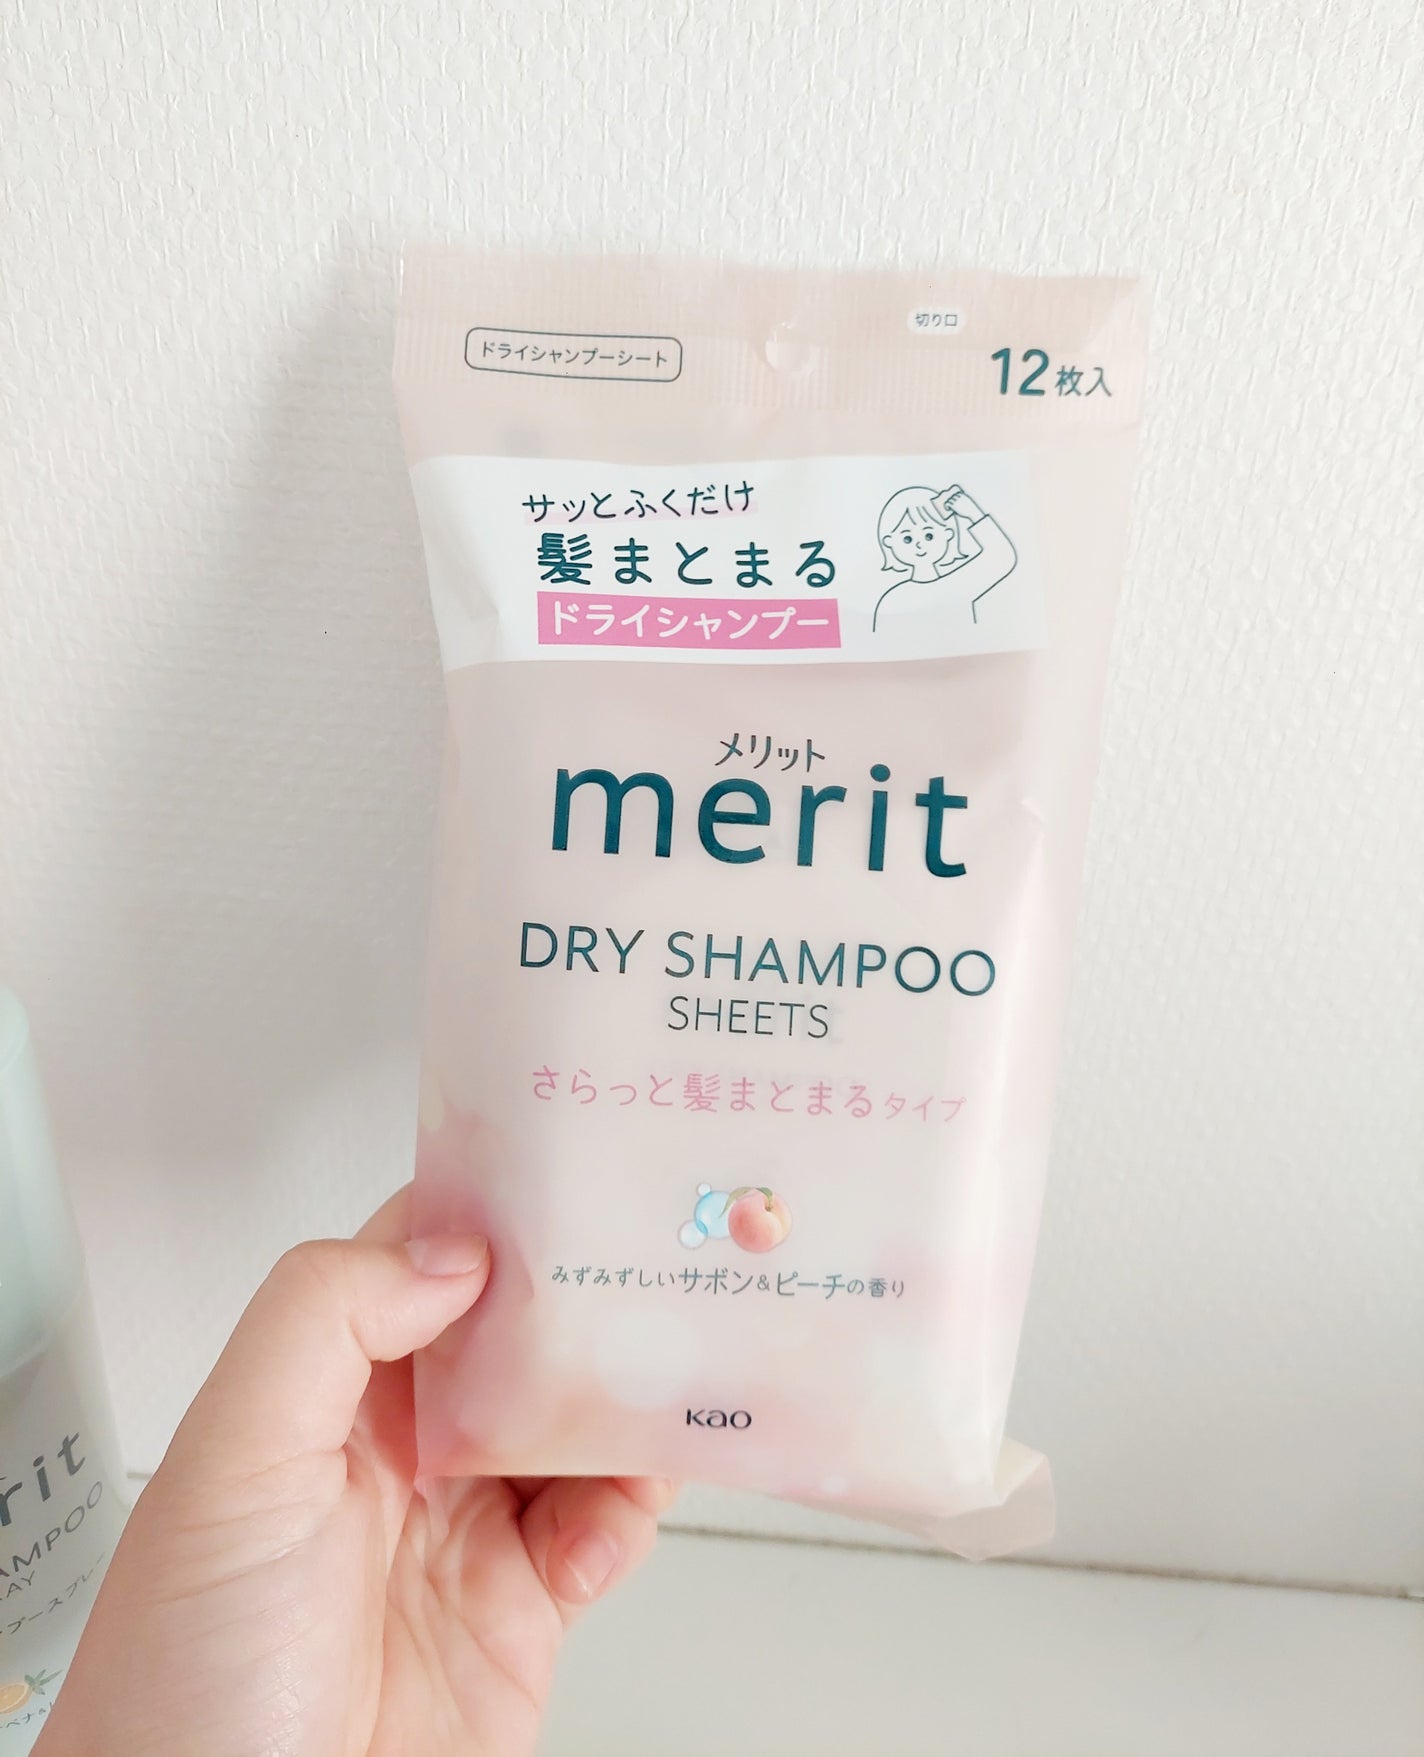 ドライシャンプーシート
切り口
12枚入
サッとふくだけ
髪まとまる
ドライシャンプー
メリット
merit
DRY SHAMPOO
SHEETS
さらっと髪まとまるタイプ
みずみずしいサボン&ピーチの香り
Kao